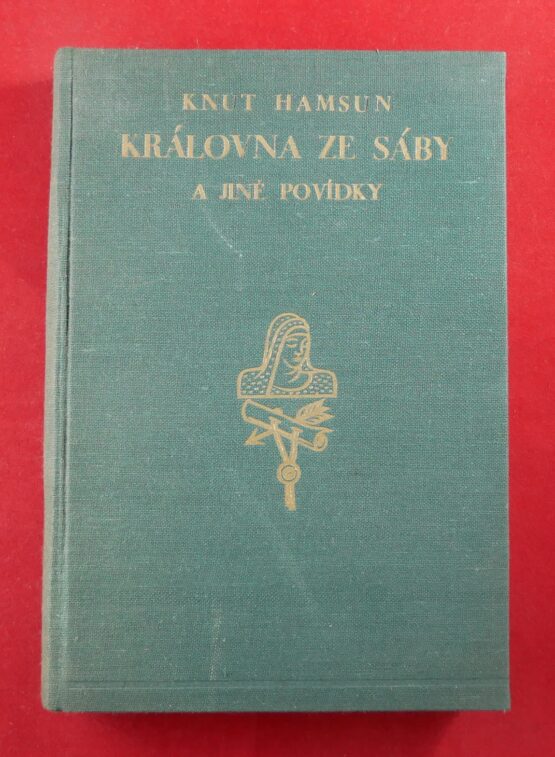 KNUT HAMSUN
KRÁLOVNA ZE SÁBY
A JINÉ POVÍDKY